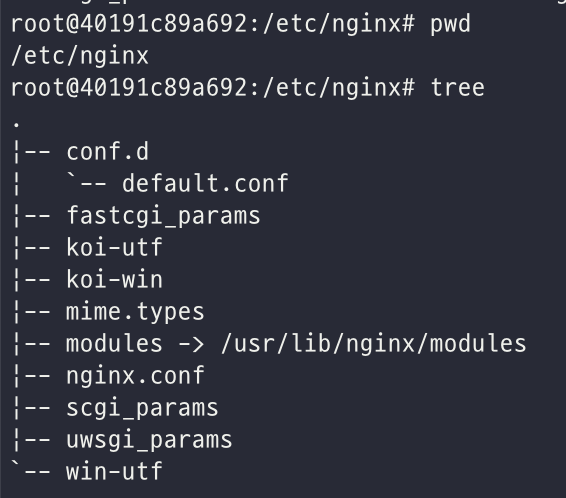 root@40191c89a692:/etc/nginx# pwd
/etc/nginx
root@40191c89a692:/etc/nginx# tree
.
¦-- conf.d
¦   `-- default.conf
¦-- fastcgi_params
¦-- koi-utf
¦-- koi-win
¦-- mime.types
¦-- modules -> /usr/lib/nginx/modules
¦-- nginx.conf
¦-- scgi_params
¦-- uwsgi_params
`-- win-utf